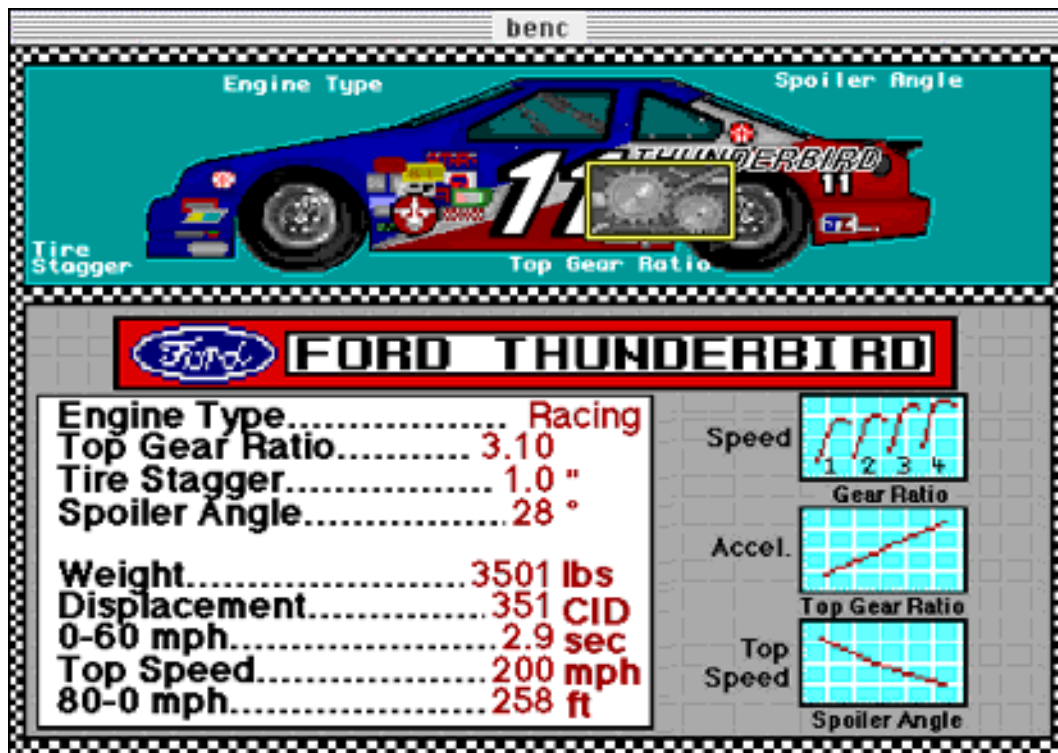 benc
Engine Type
Spoiler Angle
THUNDERBIRD
11
11
Tire
Stagger
Top Gear Ratio
Ford
FORD THUNDERBIRD
Engine Type.................... Racing
Top Gear Ratio............ 3.10
Tire Stagger................... 1.0 "
Spoiler Angle.................. 28 °
Weight......................... 3501 lbs
Displacement................ 351 CID
0-60 mph....................... 2.9 sec
Top Speed..................... 200 mph
80-0 mph....................... 258 ft
Speed
1 2 3 4
Gear Ratio
Accel.
Top Gear Ratio
Top
Speed
Spoiler Angle